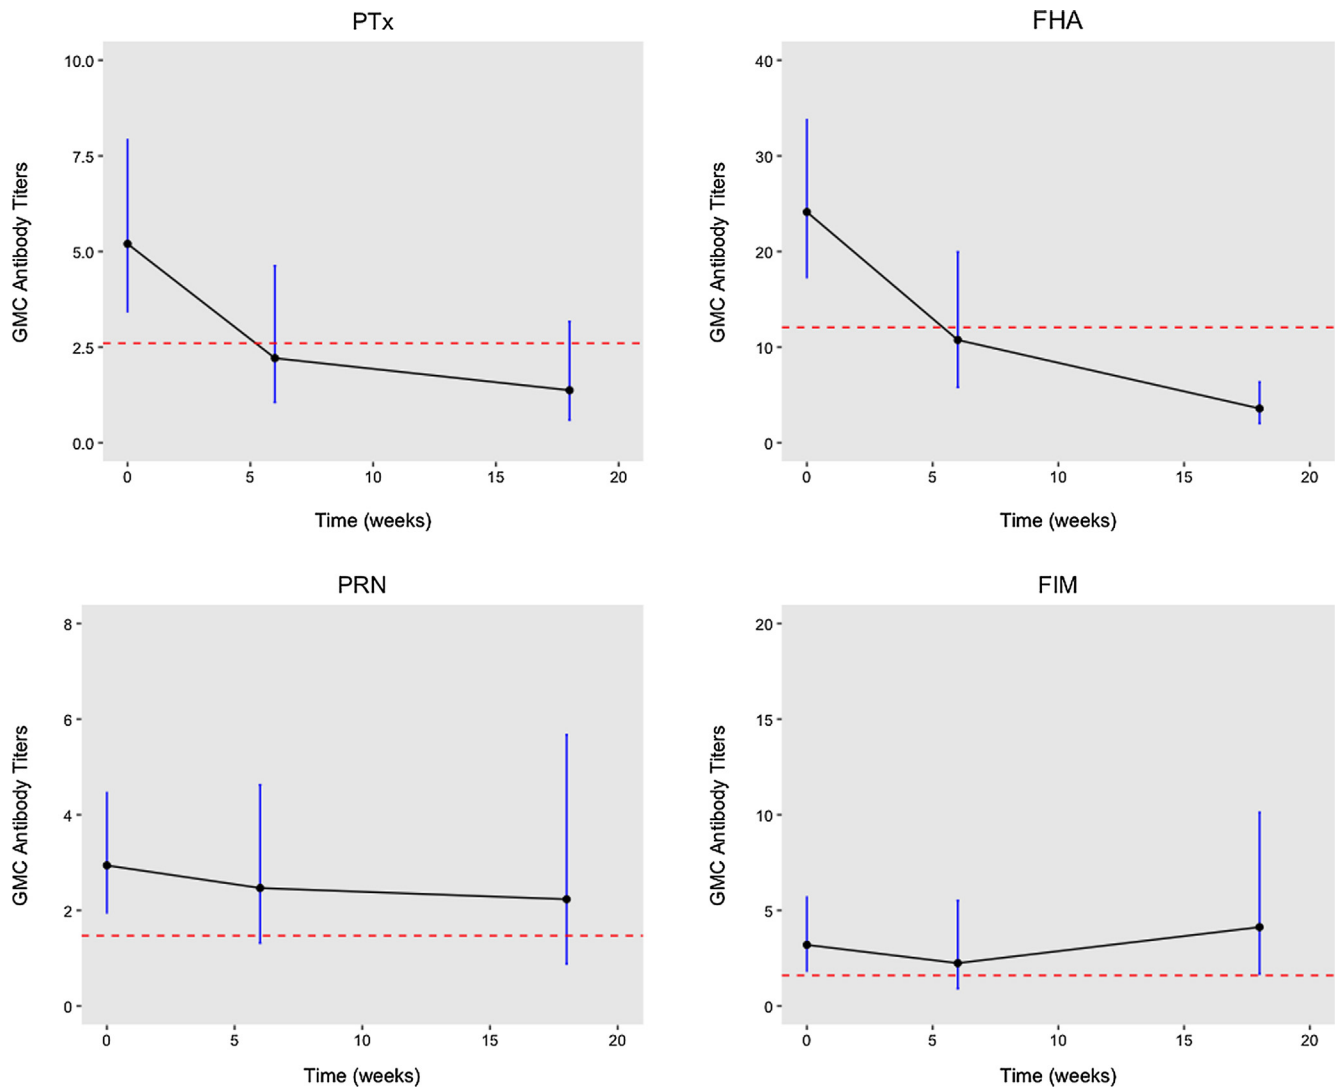 PTx
GMC Antibody Titers
10.0
7.5
5.0
2.5
0.0
0 5 10 15 20
Time (weeks)
FHA
GMC Antibody Titers
40
30
20
10
0
0 5 10 15 20
Time (weeks)
PRN
GMC Antibody Titers
8
6
4
2
0
0 5 10 15 20
Time (weeks)
FIM
GMC Antibody Titers
20
15
10
5
0
0 5 10 15 20
Time (weeks)